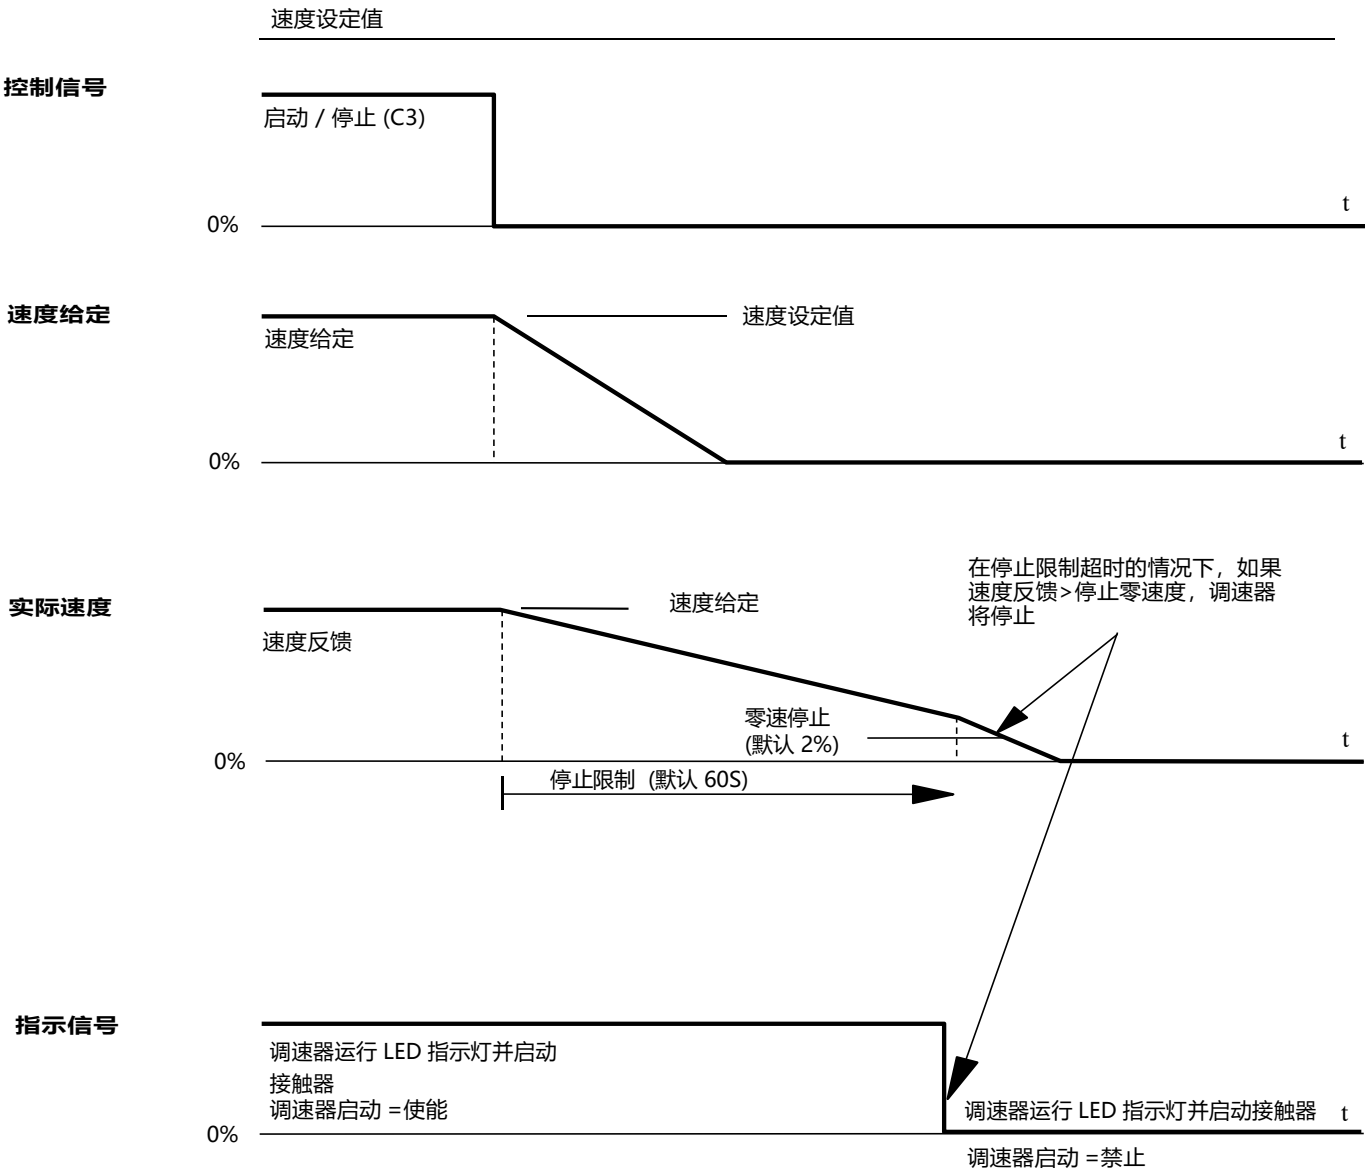 速度设定值
控制信号
启动 / 停止 (C3)
t
0%
速度给定
速度设定值
速度给定
t
0%
在停止限制超时的情况下，如果
速度反馈>停止零速度，调速器
将停止
实际速度
速度给定
速度反馈
零速停止
(默认 2%)
t
0%
停止限制 (默认 60S)
指示信号
调速器运行 LED 指示灯并启动
接触器
调速器启动 =使能
调速器运行 LED 指示灯并启动接触器
t
0%
调速器启动 =禁止